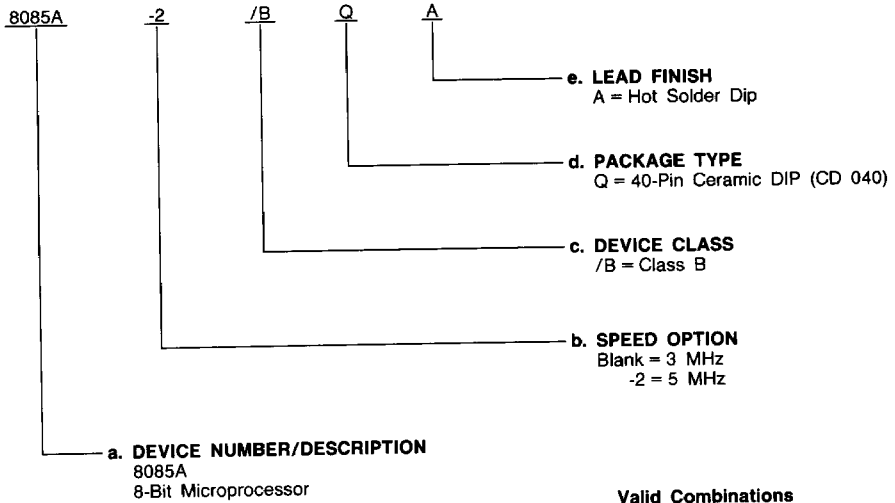 8085A -2 /B Q A
e. LEAD FINISH
A = Hot Solder Dip
d. PACKAGE TYPE
Q = 40-Pin Ceramic DIP (CD 040)
c. DEVICE CLASS
/B = Class B
b. SPEED OPTION
Blank = 3 MHz
-2 = 5 MHz
a. DEVICE NUMBER/DESCRIPTION
8085A
8-Bit Microprocessor
Valid Combinations